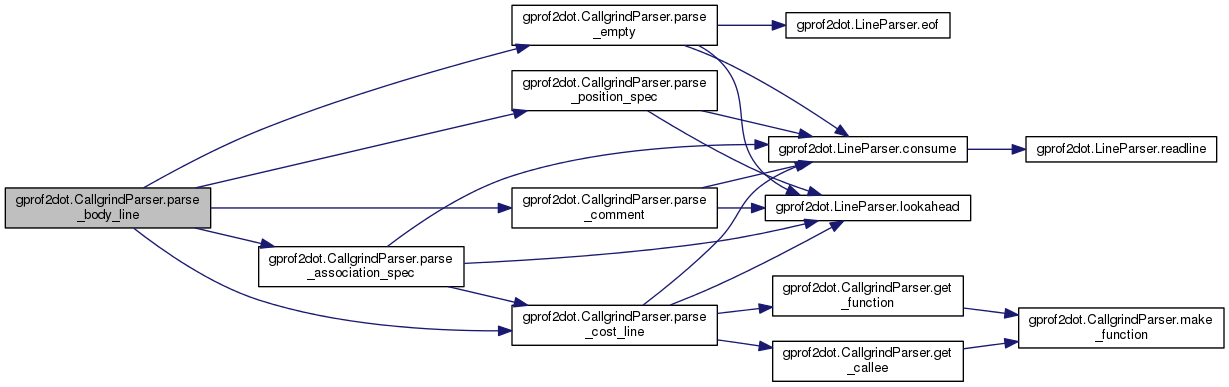 gprof2dot.CallgrindParser.parse
_empty
gprof2dot.LineParser.eof
gprof2dot.CallgrindParser.parse
_position_spec
gprof2dot.LineParser.consume
gprof2dot.LineParser.readline
gprof2dot.CallgrindParser.parse
_body_line
gprof2dot.CallgrindParser.parse
_comment
gprof2dot.LineParser.lookahead
gprof2dot.CallgrindParser.parse
_association_spec
gprof2dot.CallgrindParser.get
_function
gprof2dot.CallgrindParser.parse
_cost_line
gprof2dot.CallgrindParser.make
_function
gprof2dot.CallgrindParser.get
_callee